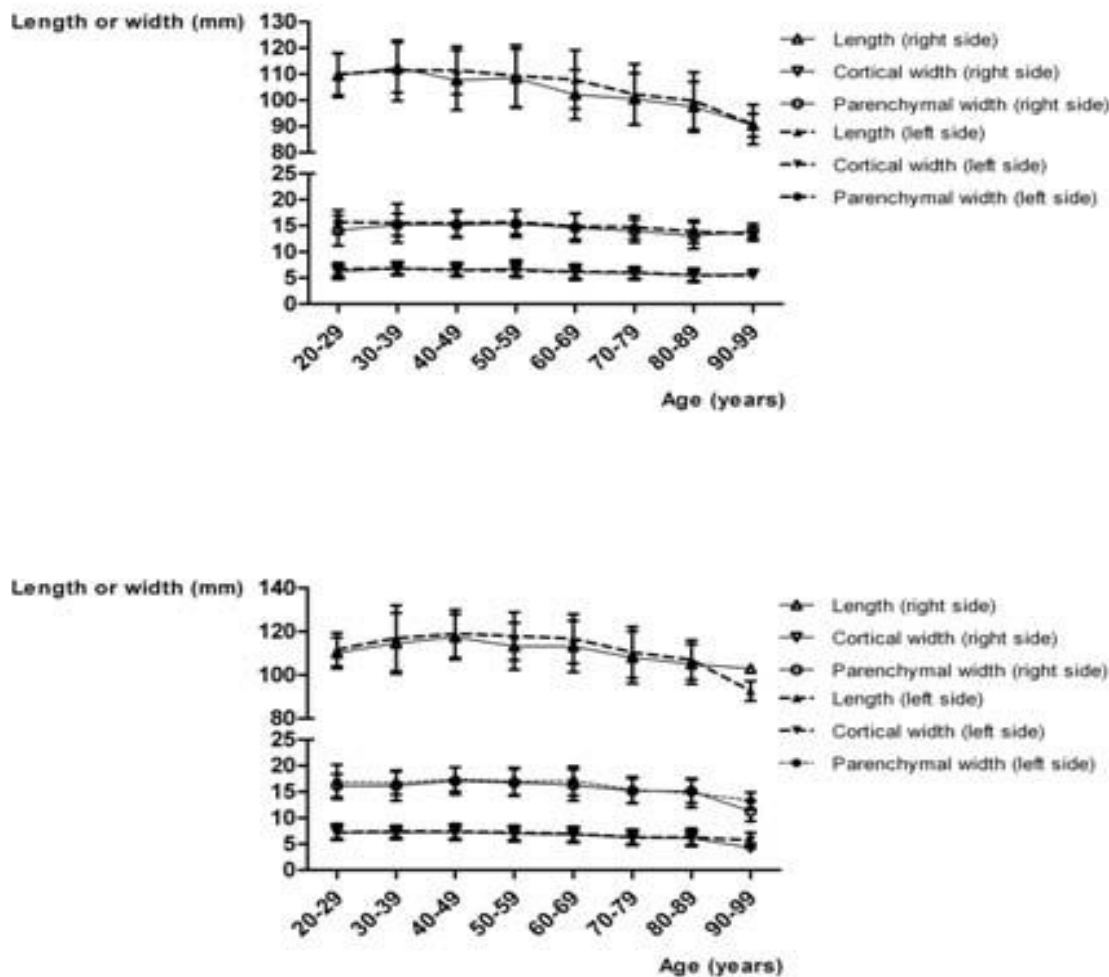 Length or width (mm)
130
120
110
100
90
80
25
20
15
10
5
0
20-29
30-39
40-49
50-59
60-69
70-79
80-89
90-99
Age (years)
Length (right side)
Cortical width (right side)
Parenchymal width (right side)
Length (left side)
Cortical width (left side)
Parenchymal width (left side)
Length or width (mm)
140
120
100
80
25
20
15
10
5
0
20-29
30-39
40-49
50-59
60-69
70-79
80-89
90-99
Age (years)
Length (right side)
Cortical width (right side)
Parenchymal width (right side)
Length (left side)
Cortical width (left side)
Parenchymal width (left side)